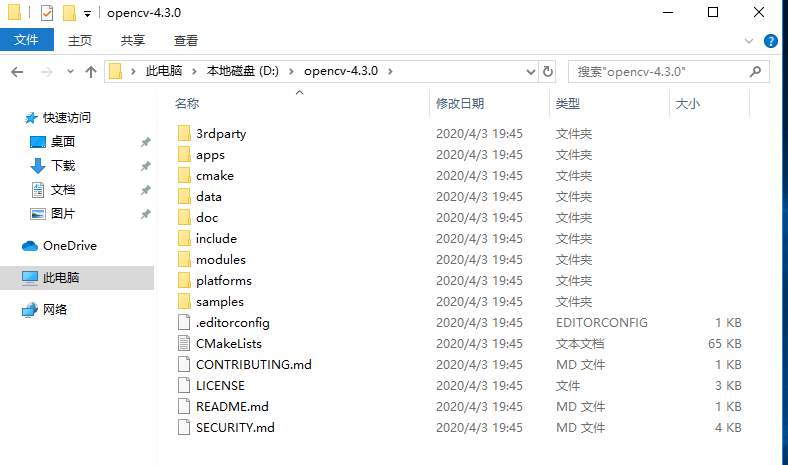 opencv-4.3.0
文件 主页 共享 查看
此电脑 本地磁盘 (D:) opencv-4.3.0 搜索"opencv-4.3.0"
名称 修改日期 类型 大小
快速访问
桌面
下载
文档
图片
OneDrive
此电脑
网络
3rdparty 2020/4/3 19:45 文件夹
apps 2020/4/3 19:45 文件夹
cmake 2020/4/3 19:45 文件夹
data 2020/4/3 19:45 文件夹
doc 2020/4/3 19:45 文件夹
include 2020/4/3 19:45 文件夹
modules 2020/4/3 19:45 文件夹
platforms 2020/4/3 19:45 文件夹
samples 2020/4/3 19:45 文件夹
.editorconfig 2020/4/3 19:45 EDITORCONFIG 1 KB
CMakeLists 2020/4/3 19:45 文本文档 65 KB
CONTRIBUTING.md 2020/4/3 19:45 MD 文件 1 KB
LICENSE 2020/4/3 19:45 文件 3 KB
README.md 2020/4/3 19:45 MD 文件 1 KB
SECURITY.md 2020/4/3 19:45 MD 文件 4 KB